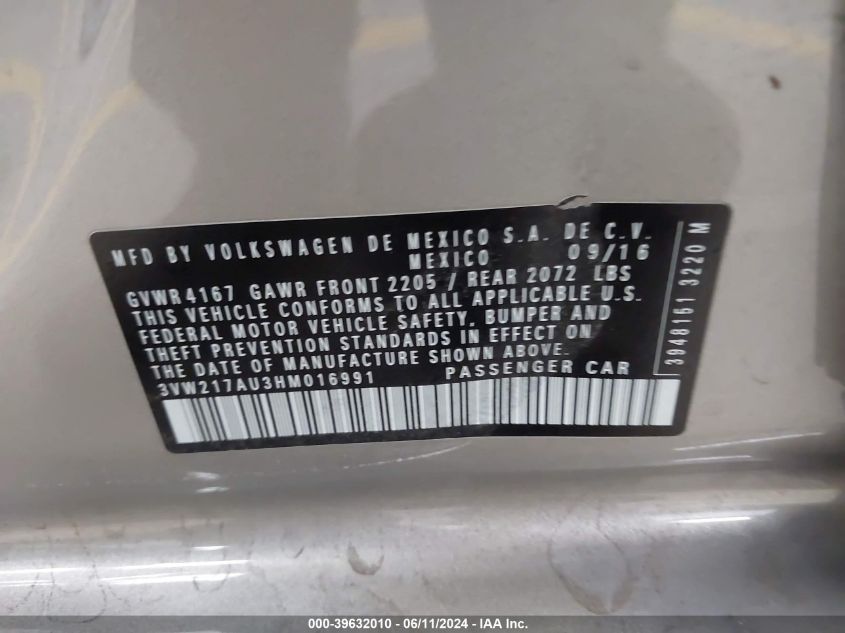 MFD BY VOLKSWAGEN DE MEXICO S.A. DE C.V.
MEXICO 09/16
GVWR 4167 GAWR FRONT 2205 / REAR 2072 LBS
THIS VEHICLE CONFORMS TO ALL APPLICABLE U.S.
FEDERAL MOTOR VEHICLE SAFETY, BUMPER AND
THEFT PREVENTION STANDARDS IN EFFECT ON
THE DATE OF MANUFACTURE SHOWN ABOVE.
3VW217AU3HM016991 PASSENGER CAR
3948161 3220 M
000-39632010 - 06/11/2024 - IAA Inc.